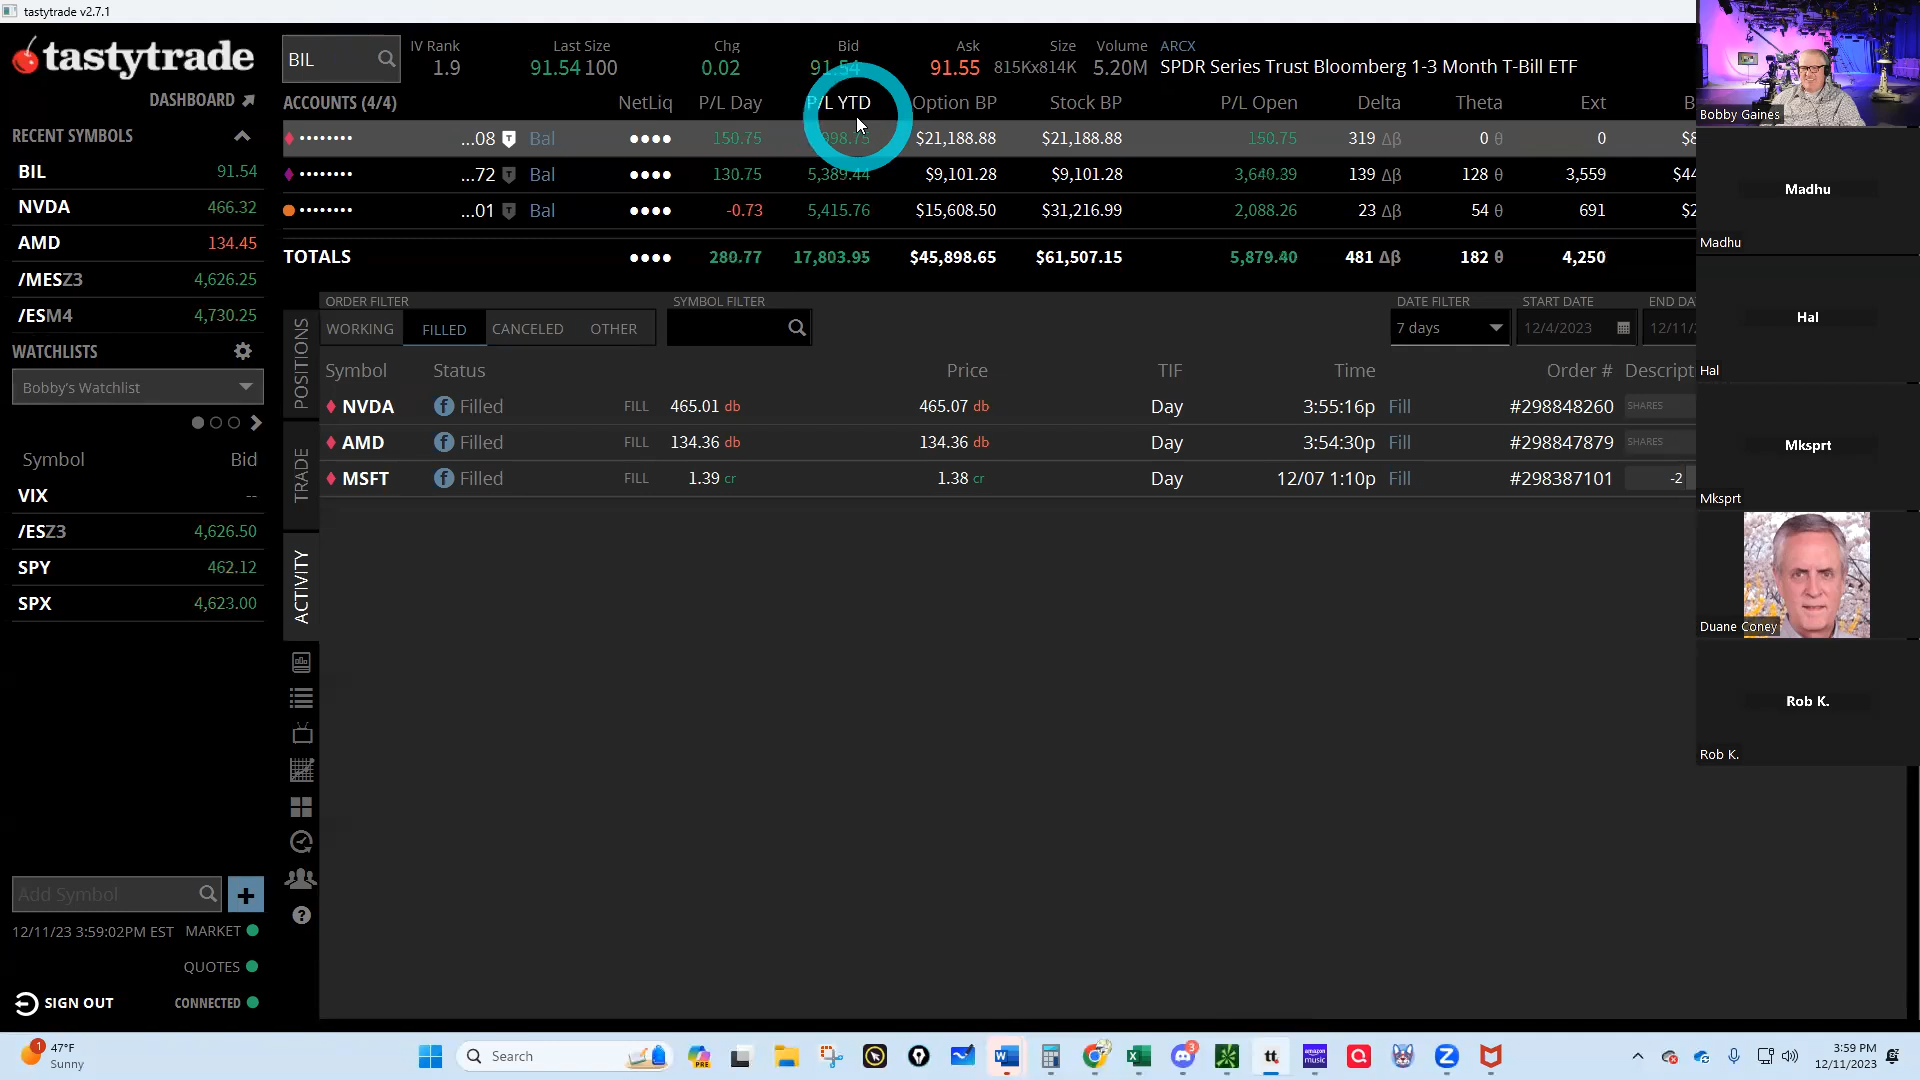 tastytrade v2.7.1
tastytrade
DASHBOARD
BIL
IV Rank
1.9
Last Size
91.54 100
Chg
0.02
Bid
91.54
Ask
91.55
Size
815Kx814K
Volume
5.20M
ARCX
SPDR Series Trust Bloomberg 1-3 Month T-Bill ETF
ACCOUNTS (4/4) NetLiq P/L Day P/L YTD Option BP Stock BP P/L Open Delta Theta Ext
...08 Bal 150.75 $21,188.88 $21,188.88 150.75 319 Δβ 0 θ 0 $8
...72 Bal 130.75 5,389.44 $9,101.28 $9,101.28 3,640.39 139 Δβ 128 θ 3,559 $44
...01 Bal -0.73 5,415.76 $15,608.50 $31,216.99 2,088.26 23 Δβ 54 θ 691 $2
TOTALS 280.77 17,803.95 $45,898.65 $61,507.15 5,879.40 481 Δβ 182 θ 4,250
RECENT SYMBOLS
BIL 91.54
NVDA 466.32
AMD 134.45
/MESZ3 4,626.25
/ESM4 4,730.25
WATCHLISTS
Bobby's Watchlist
Symbol Bid
VIX --
/ESZ3 4,626.50
SPY 462.12
SPX 4,623.00
Add Symbol
12/11/23 3:59:02PM EST MARKET
QUOTES
SIGN OUT CONNECTED
POSITIONS
TRADE
ACTIVITY
ORDER FILTER SYMBOL FILTER DATE FILTER START DATE
WORKING FILLED CANCELED OTHER 7 days 12/4/2023
Symbol Status Price TIF Time Order #
NVDA f Filled FILL 465.01 db 465.07 db Day 3:55:16p Fill #298848260 SHARES
AMD f Filled FILL 134.36 db 134.36 db Day 3:54:30p Fill #298847879 SHARES
MSFT f Filled FILL 1.39 cr 1.38 cr Day 12/07 1:10p Fill #298387101 -2
Bobby Gaines
Madhu
Madhu
Hal
Hal
Mksprt
Mksprt
Duane Coney
Rob K.
Rob K.
1
47°F
Sunny
Search
PRE
W
X
3
tt
amazon music
3:59 PM
12/11/2023